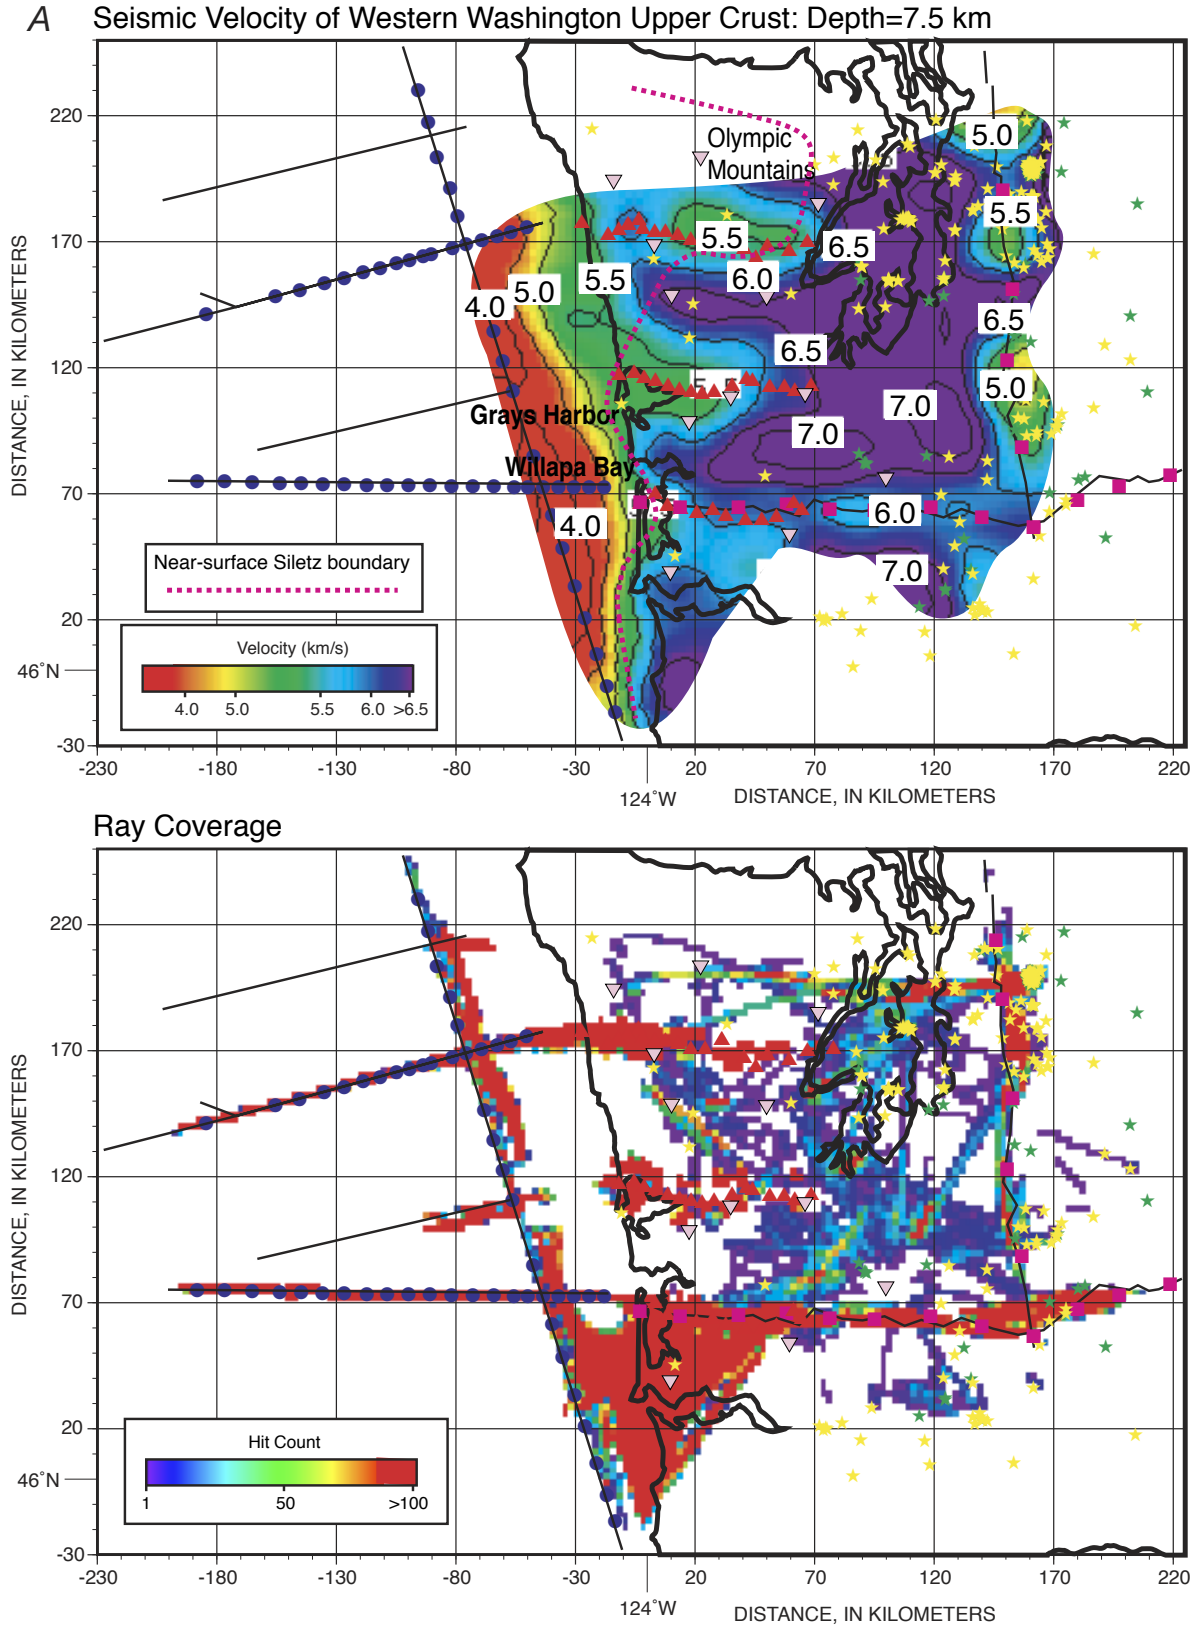 A
Seismic Velocity of Western Washington Upper Crust: Depth=7.5 km
DISTANCE, IN KILOMETERS
220
170
120
70
20
46°N
-30
Olympic
Mountains
5.0
5.5
5.5
6.5
6.0
5.5
5.0
4.0
6.5
6.5
5.0
7.0
7.0
Grays Harbor
Willapa Bay
4.0
6.0
7.0
Near-surface Siletz boundary
Velocity (km/s)
4.0 5.0 5.5 6.0 >6.5
-230 -180 -130 -80 -30 20 70 120 170 220
124°W
DISTANCE, IN KILOMETERS
Ray Coverage
DISTANCE, IN KILOMETERS
220
170
120
70
20
46°N
-30
Hit Count
1 50 >100
-230 -180 -130 -80 -30 20 70 120 170 220
124°W
DISTANCE, IN KILOMETERS